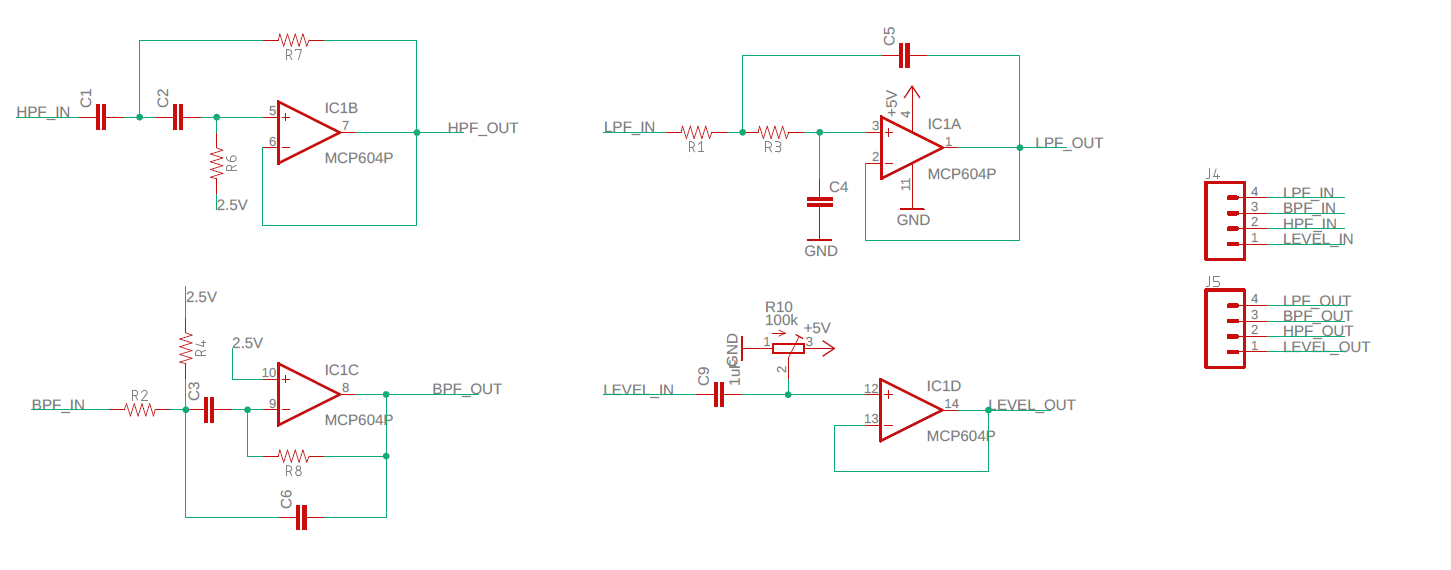 R7
HPF_IN
C1
C2
5
6
IC1B
7
HPF_OUT
MCP604P
R6
2.5V
C5
LPF_IN
R1
R3
+5V
4
3
2
IC1A
1
LPF_OUT
MCP604P
11
GND
C4
GND
J4
4 LPF_IN
3 BPF_IN
2 HPF_IN
1 LEVEL_IN
J5
4 LPF_OUT
3 BPF_OUT
2 HPF_OUT
1 LEVEL_OUT
2.5V
R4
2.5V
BPF_IN
R2
C3
10
9
IC1C
8
BPF_OUT
MCP604P
R8
C6
R10
100k
+5V
GND
1
3
2
LEVEL_IN
C9
1uF
12
13
IC1D
14
LEVEL_OUT
MCP604P